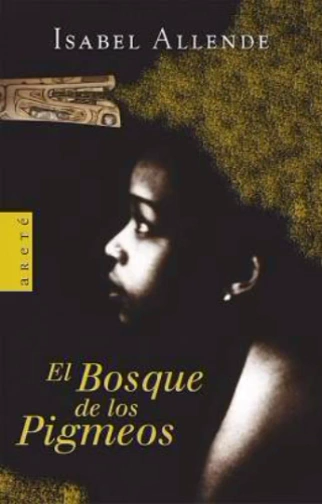 ISABEL ALLENDE
areté
El Bosque
de los
Pigmeos